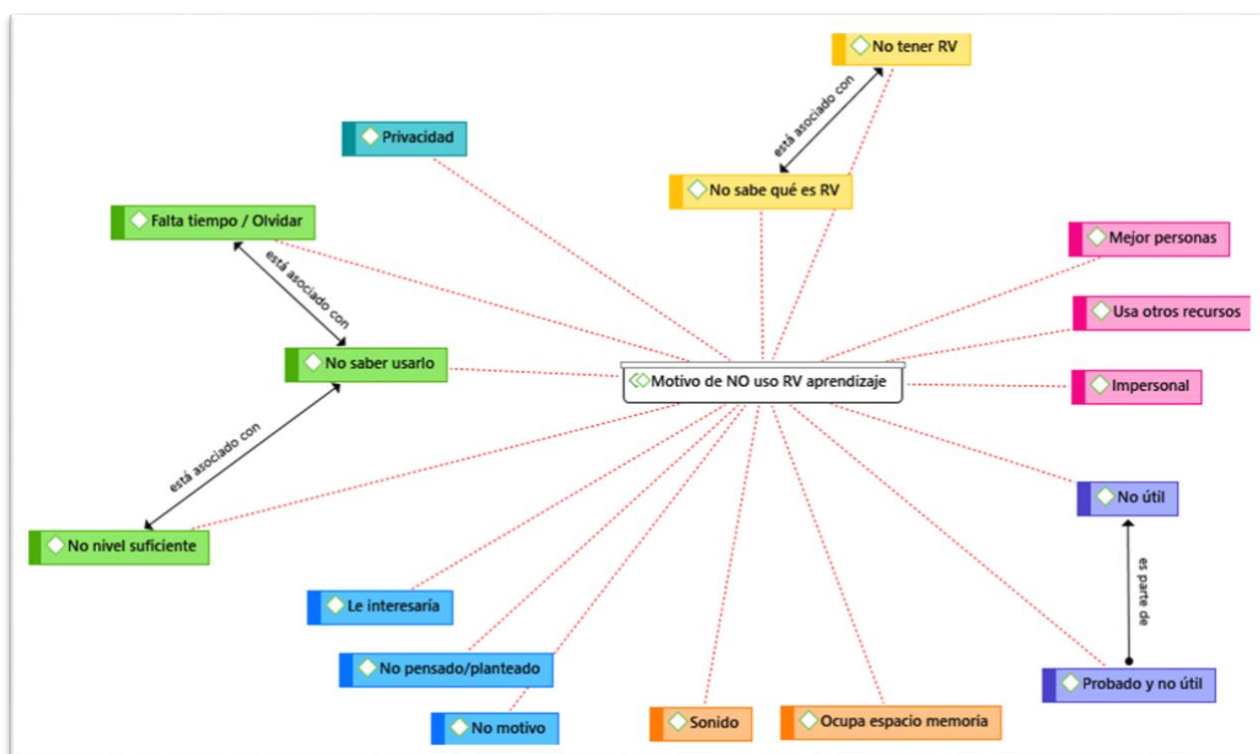 No tener RV
está asociado con
Privacidad
No sabe qué es RV
Falta tiempo / Olvidar
Mejor personas
está asociado con
Usa otros recursos
No saber usarlo
Motivo de NO uso RV aprendizaje
Impersonal
está asociado con
No útil
No nivel suficiente
es parte de
Le interesaría
No pensado/planteado
Probado y no útil
No motivo
Sonido
Ocupa espacio memoria